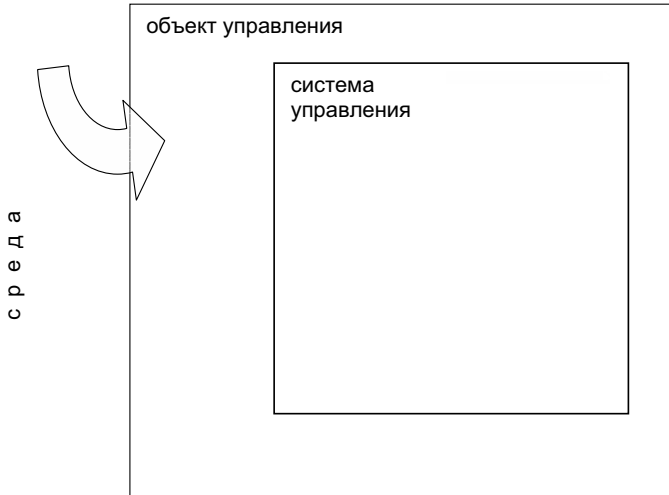 объект управления
система
управления
с р е д а